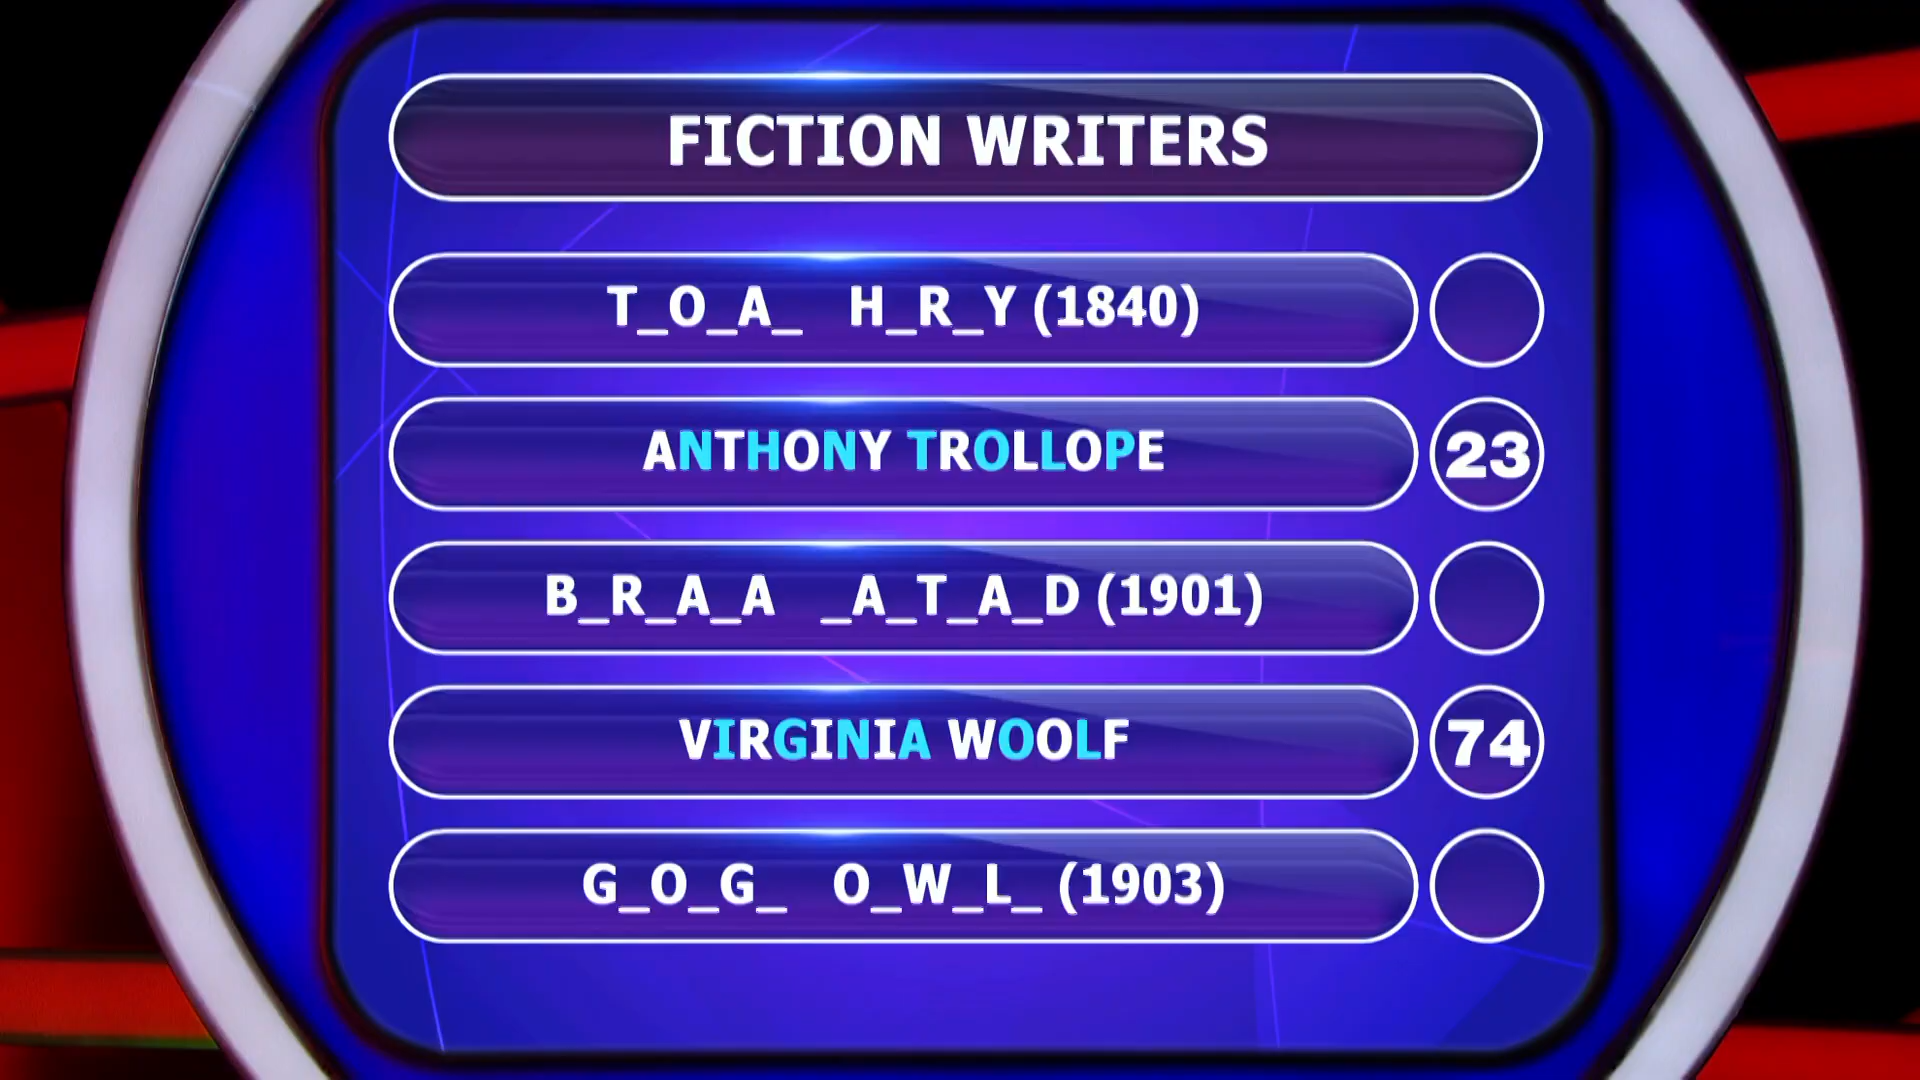 FICTION WRITERS
T_O_A_ H_R_Y (1840)
ANTHONY TROLLOPE 23
B_R_A_A _A_T_A_D (1901)
VIRGINIA WOOLF 74
G_O_G_ O_W_L_ (1903)